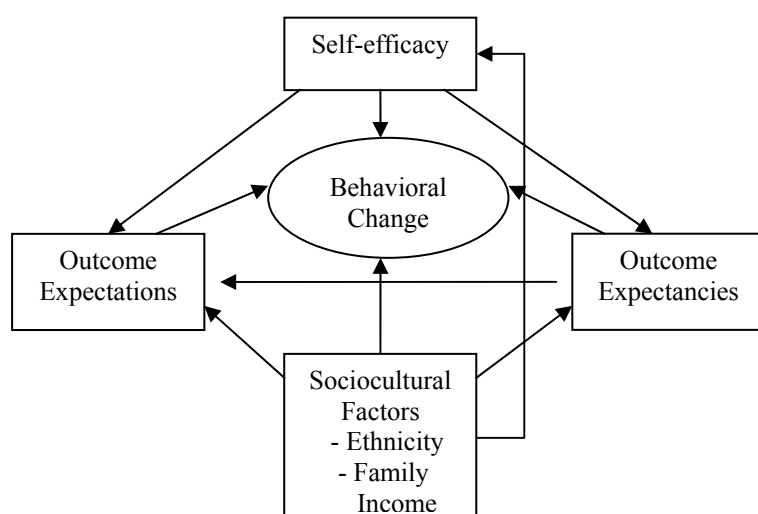 Self-efficacy
Behavioral
Change
Outcome
Expectations
Outcome
Expectancies
Sociocultural
Factors
- Ethnicity
- Family
Income